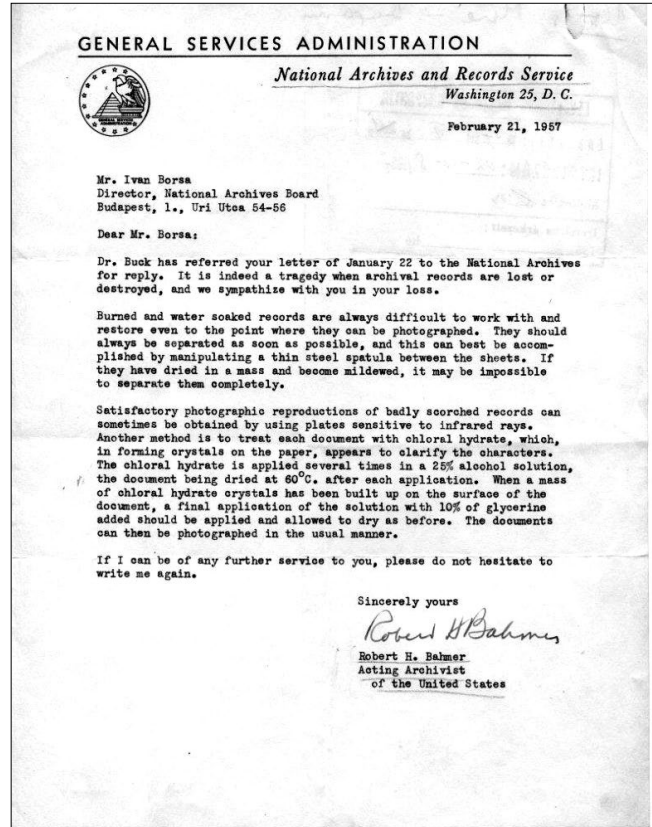 GENERAL SERVICES ADMINISTRATION
National Archives and Records Service
Washington 25, D. C.
February 21, 1957
Mr. Ivan Borsa
Director, National Archives Board
Budapest, 1., Uri Utca 54-56
Dear Mr. Borsa:
Dr. Buck has referred your letter of January 22 to the National Archives
for reply. It is indeed a tragedy when archival records are lost or
destroyed, and we sympathize with you in your loss.
Burned and water soaked records are always difficult to work with and
restore even to the point where they can be photographed. They should
always be separated as soon as possible, and this can best be accom-
plished by manipulating a thin steel spatula between the sheets. If
they have dried in a mass and become mildewed, it may be impossible
to separate them completely.
Satisfactory photographic reproductions of badly scorched records can
sometimes be obtained by using plates sensitive to infrared rays.
Another method is to treat each document with chloral hydrate, which,
in forming crystals on the paper, appears to clarify the characters.
The chloral hydrate is applied several times in a 25% alcohol solution,
the document being dried at 60°C. after each application. When a mass
of chloral hydrate crystals has been built up on the surface of the
document, a final application of the solution with 10% of glycerine
added should be applied and allowed to dry as before. The documents
can then be photographed in the usual manner.
If I can be of any further service to you, please do not hesitate to
write me again.
Sincerely yours
Robert H Bahmer
Robert H. Bahmer
Acting Archivist
of the United States